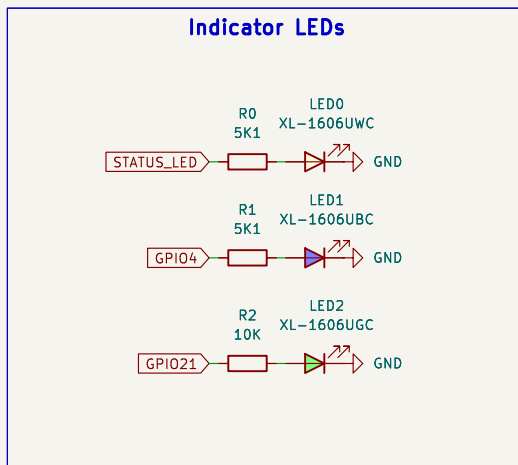 Indicator LEDs
R0
5K1
LED0
XL-1606UWC
STATUS_LED
GND
R1
5K1
LED1
XL-1606UBC
GPIO4
GND
R2
10K
LED2
XL-1606UGC
GPIO21
GND